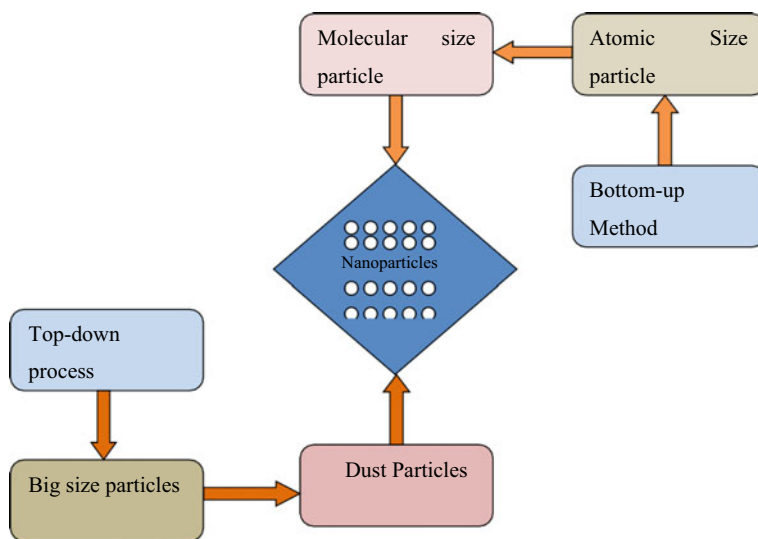 Molecular size
particle
Atomic Size
particle
Bottom-up
Method
Nanoparticles
Top-down
process
Big size particles
Dust Particles